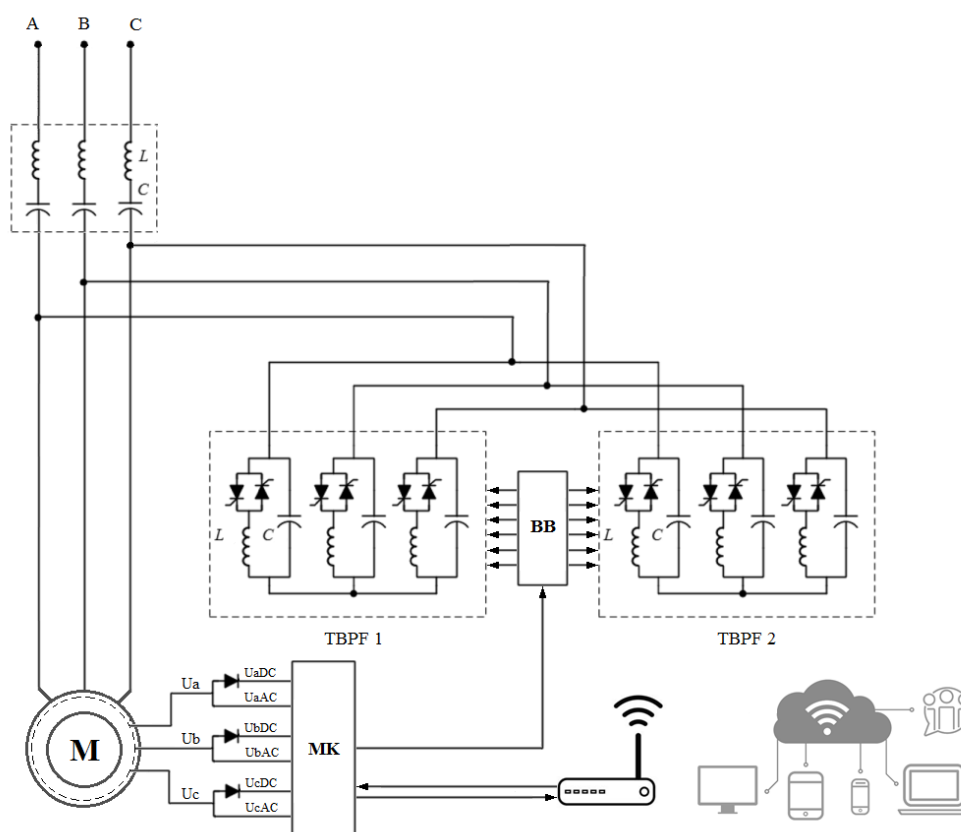 A B C
L
C
BB
L C
L C
TBPF 1
TBPF 2
Ua
UaDC
UaAC
Ub
UbDC
UbAC
Uc
UcDC
UcAC
M
MK